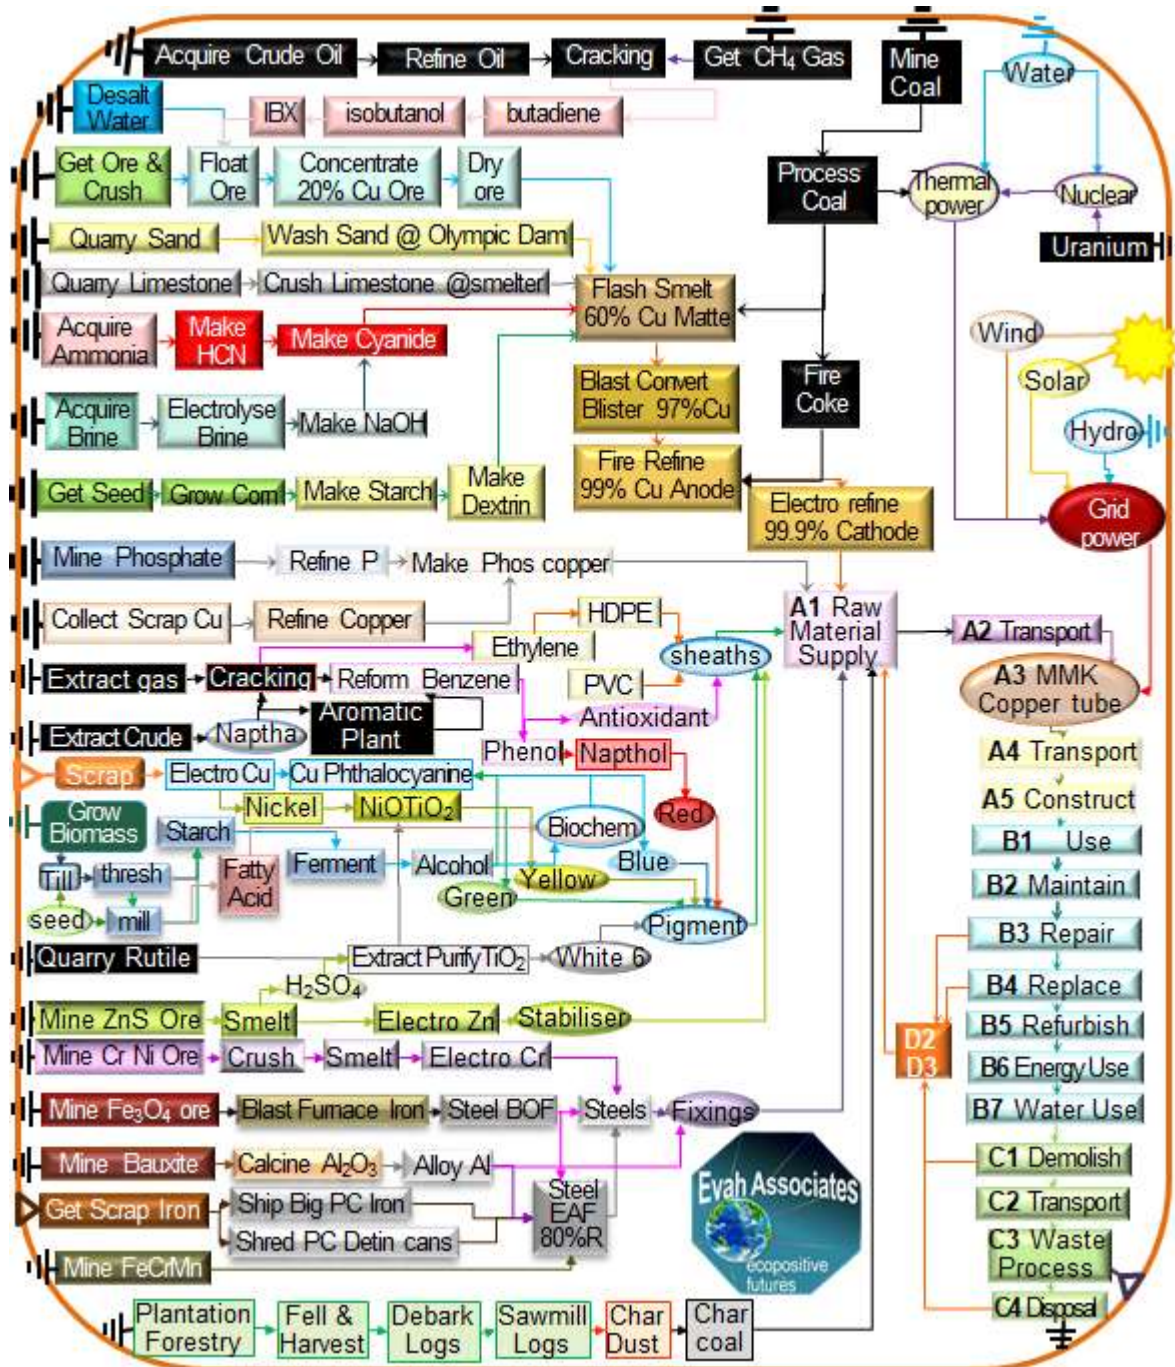 Acquire Crude Oil
Refine Oil
Cracking
Get CH₄ Gas
Mine
Coal
Water
Desalt
Water
IBX
isobutanol
butadiene
Get Ore &
Crush
Float
Ore
Concentrate
20% Cu Ore
Dry
ore
Process
Coal
Thermal
power
Nuclear
Uranium
Quarry Sand
Wash Sand @ Olympic Dam
Quarry Limestone
Crush Limestone @smelter
Flash Smelt
60% Cu Matte
Acquire
Ammonia
Make
HCN
Make Cyanide
Wind
Solar
Blast Convert
Blister 97%Cu
Fire
Coke
Acquire
Brine
Electrolyse
Brine
Make NaOH
Hydro
Fire Refine
99% Cu Anode
Get Seed
Grow Corn
Make Starch
Make
Dextrin
Electro refine
99.9% Cathode
Grid
power
Mine Phosphate
Refine P
Make Phos copper
Collect Scrap Cu
Refine Copper
HDPE
A1 Raw
Material
Supply
A2 Transport
Ethylene
sheaths
Extract gas
Cracking
Reform Benzene
PVC
A3 MMK
Copper tube
Extract Crude
Naptha
Aromatic
Plant
Antioxidant
Phenol
Napthol
A4 Transport
Scrap
Electro Cu
Cu Phthalocyanine
Nickel
NiOTiO₂
Red
A5 Construct
Grow
Biomass
Starch
Biochem
B1 Use
Till
thresh
Fatty
Acid
Ferment
Alcohol
Blue
Yellow
B2 Maintain
seed
mill
Green
Pigment
B3 Repair
Quarry Rutile
Extract PurifyTiO₂
White 6
B4 Replace
H₂SO₄
Mine ZnS Ore
Smelt
Electro Zn
Stabiliser
B5 Refurbish
D2
D3
Mine Cr Ni Ore
Crush
Smelt
Electro Cr
B6 Energy Use
Mine Fe₃O₄ ore
Blast Furnace Iron
Steel BOF
Steels
Fixings
B7 Water Use
Mine Bauxite
Calcine Al₂O₃
Alloy Al
C1 Demolish
Get Scrap Iron
Ship Big PC Iron
Shred PC Detin cans
Steel
EAF
80%R
Evah Associates
ecopositive
futures
C2 Transport
C3 Waste
Process
Mine FeCrMn
C4 Disposal
Plantation
Forestry
Fell &
Harvest
Debark
Logs
Sawmill
Logs
Char
Dust
Char
coal